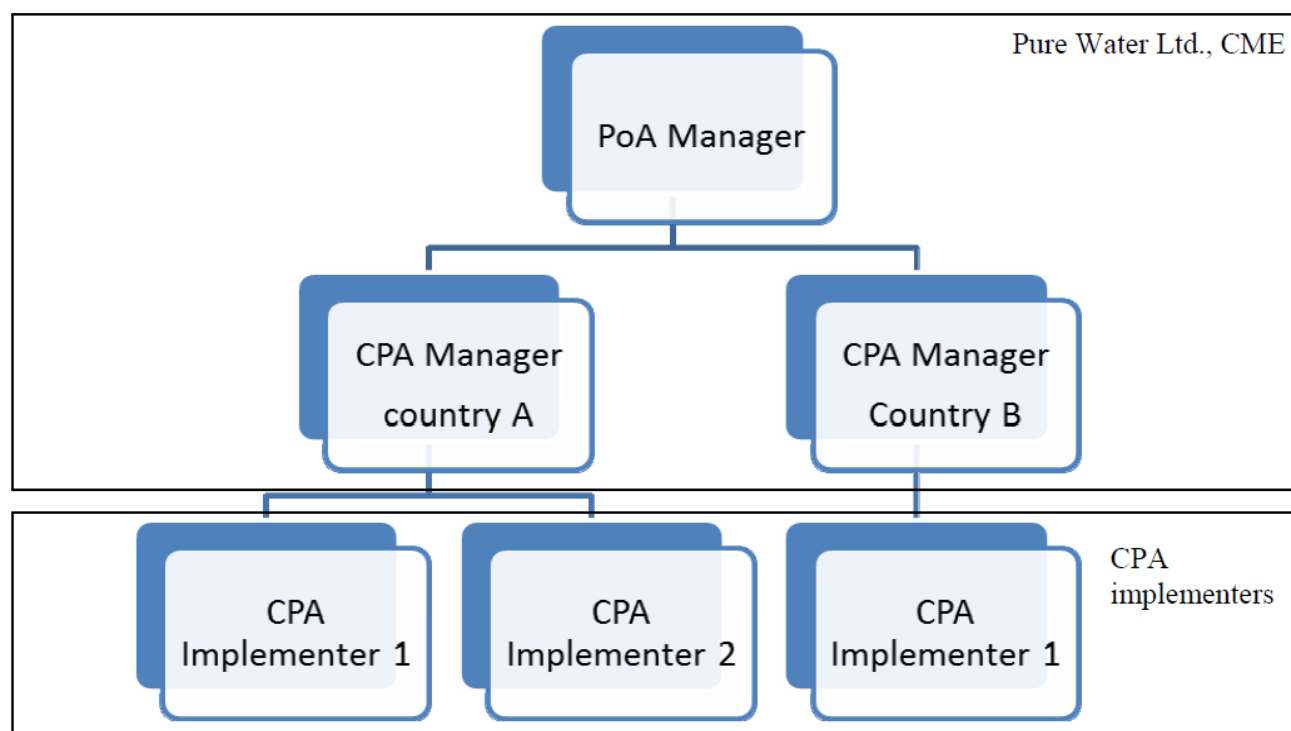 Pure Water Ltd., CME
PoA Manager
CPA Manager
country A
CPA Manager
Country B
CPA
Implementer 1
CPA
Implementer 2
CPA
Implementer 1
CPA
implementers